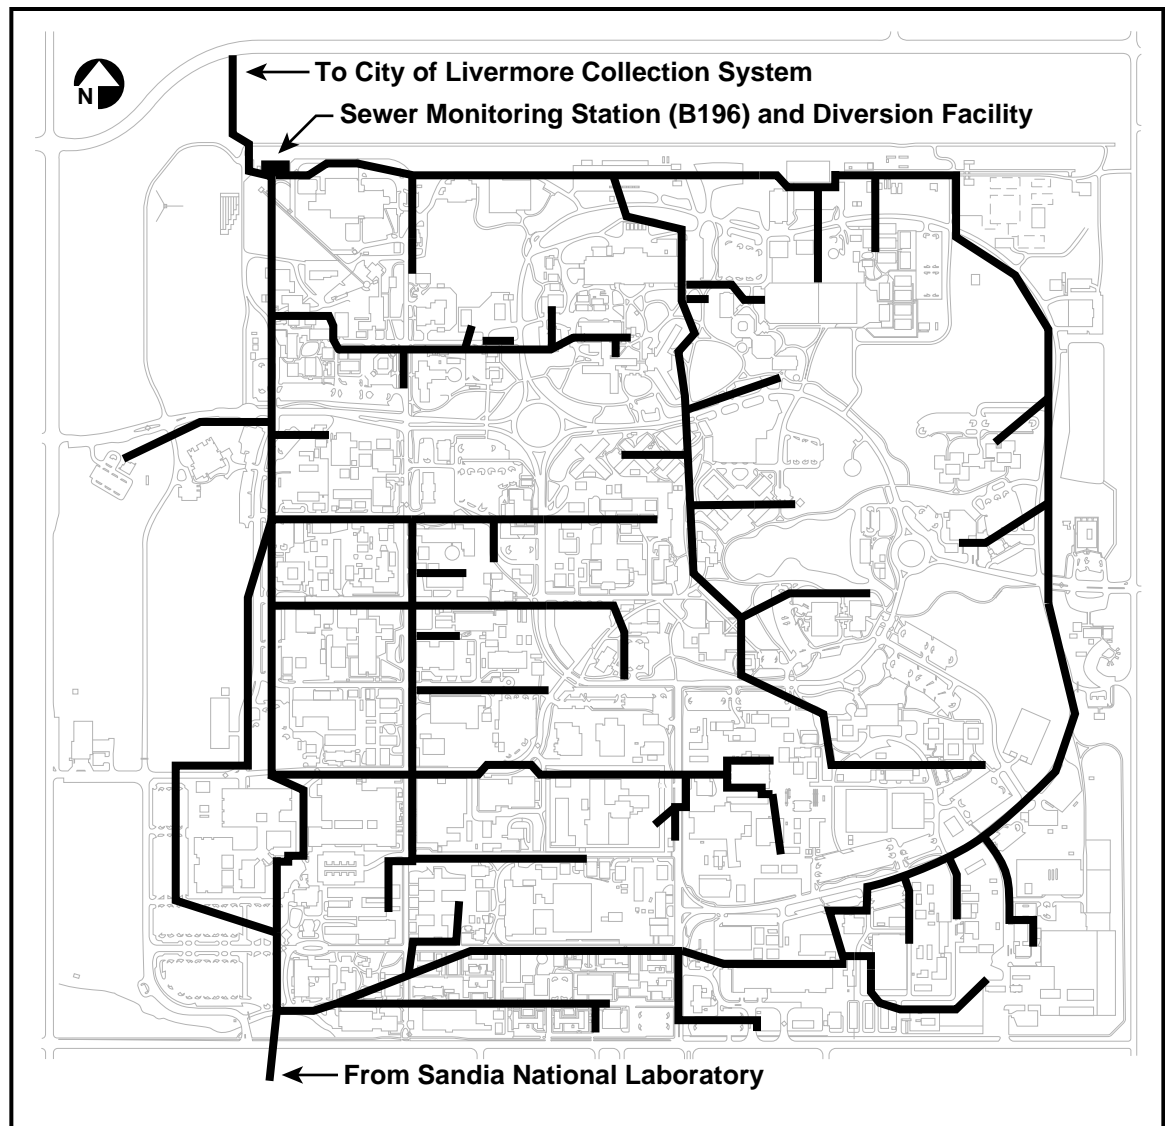 To City of Livermore Collection System
N
Sewer Monitoring Station (B196) and Diversion Facility
From Sandia National Laboratory